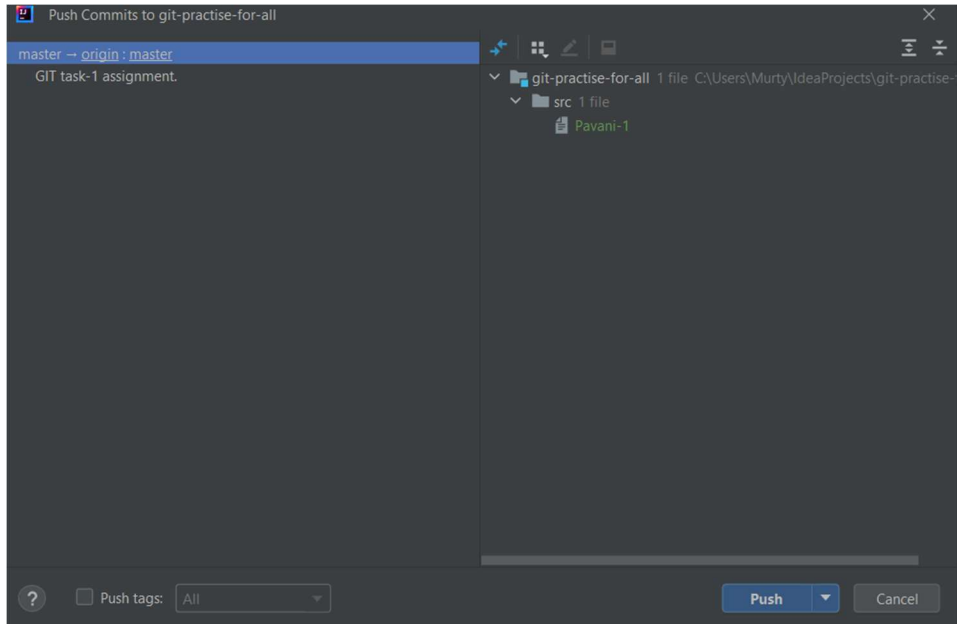 Push Commits to git-practise-for-all
master → origin : master
GIT task-1 assignment.
git-practise-for-all 1 file C:\Users\Murty\IdeaProjects\git-practise-
src 1 file
Pavani-1
? Push tags: All
Push Cancel